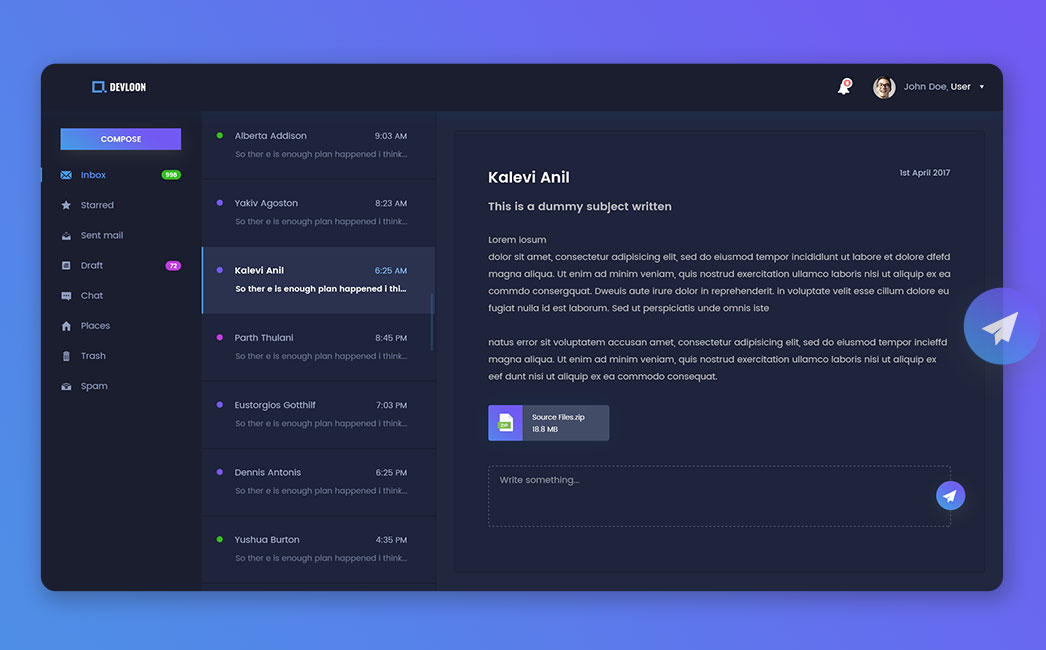 DEVLOON
John Doe, User
COMPOSE
Inbox 998
Starred
Sent mail
Draft 72
Chat
Places
Trash
Spam
Alberta Addison 9:03 AM
So ther e is enough plan happened i think...
Yakiv Agoston 8:23 AM
So ther e is enough plan happened i think...
Kalevi Anil 6:25 AM
So ther e is enough plan happened i thi...
Parth Thulani 8:45 PM
So ther e is enough plan happened i think...
Eustorgios Gotthilf 7:03 PM
So ther e is enough plan happened i think...
Dennis Antonis 6:25 PM
So ther e is enough plan happened i think...
Yushua Burton 4:35 PM
So ther e is enough plan happened i think...
Kalevi Anil 1st April 2017
This is a dummy subject written
Lorem iosum
dolor sit amet, consectetur adipisicing elit, sed do eiusmod tempor incididlunt ut labore et dolore dfefd
magna aliqua. Ut enim ad minim veniam, quis nostrud exercitation ullamco laboris nisi ut aliquip ex ea
commdo consergquat. Dweuis aute irure dolor in reprehenderit. in voluptate velit esse cillum dolore eu
fugiat nulla id est laborum. Sed ut perspiciatis unde omnis iste
natus error sit voluptatem accusan amet, consectetur adipisicing elit, sed do eiusmod tempor incieffd
magna aliqua. Ut enim ad minim veniam, quis nostrud exercitation ullamco laboris nisi ut aliquip ex
eef dunt nisi ut aliquip ex ea commodo consequat.
ZIP
Source Files.zip
18.8 MB
Write something...